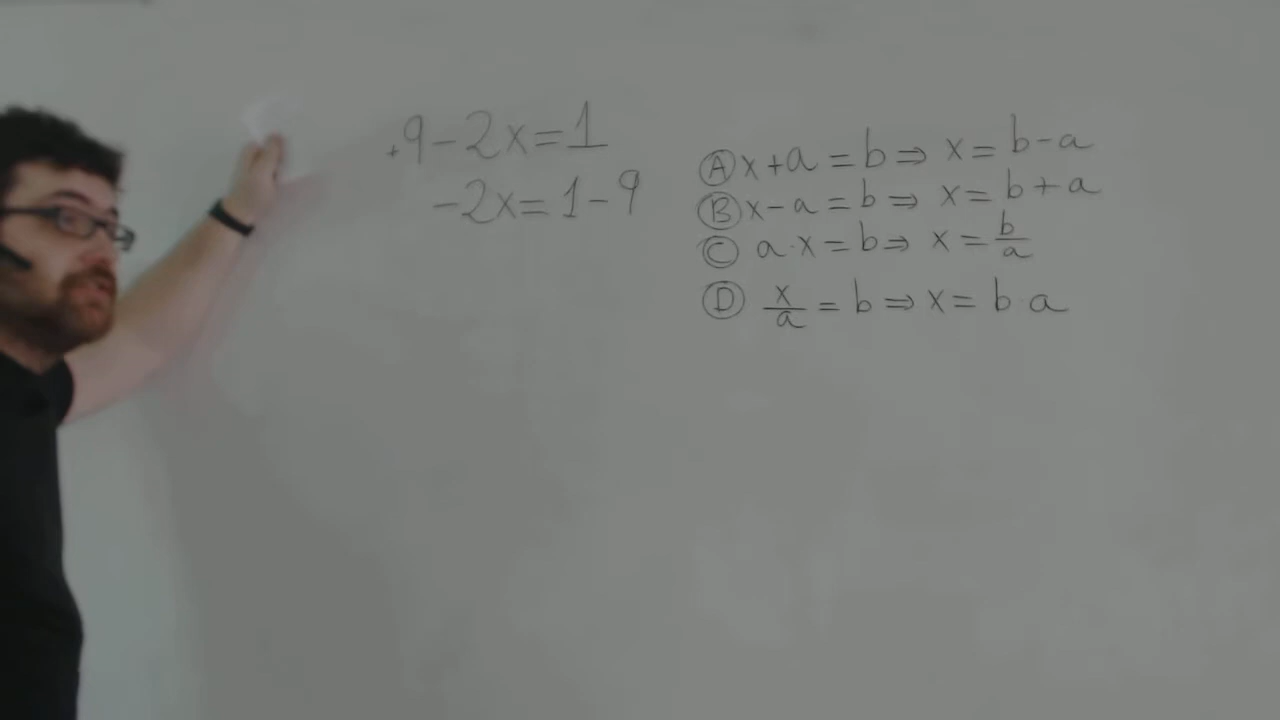 +9-2x=1
-2x=1-9
Ⓐ x+a=b⇒ x=b-a
Ⓑ x-a=b⇒ x=b+a
Ⓒ a·x=b⇒ x=b/a
Ⓓ x/a=b⇒x=b·a